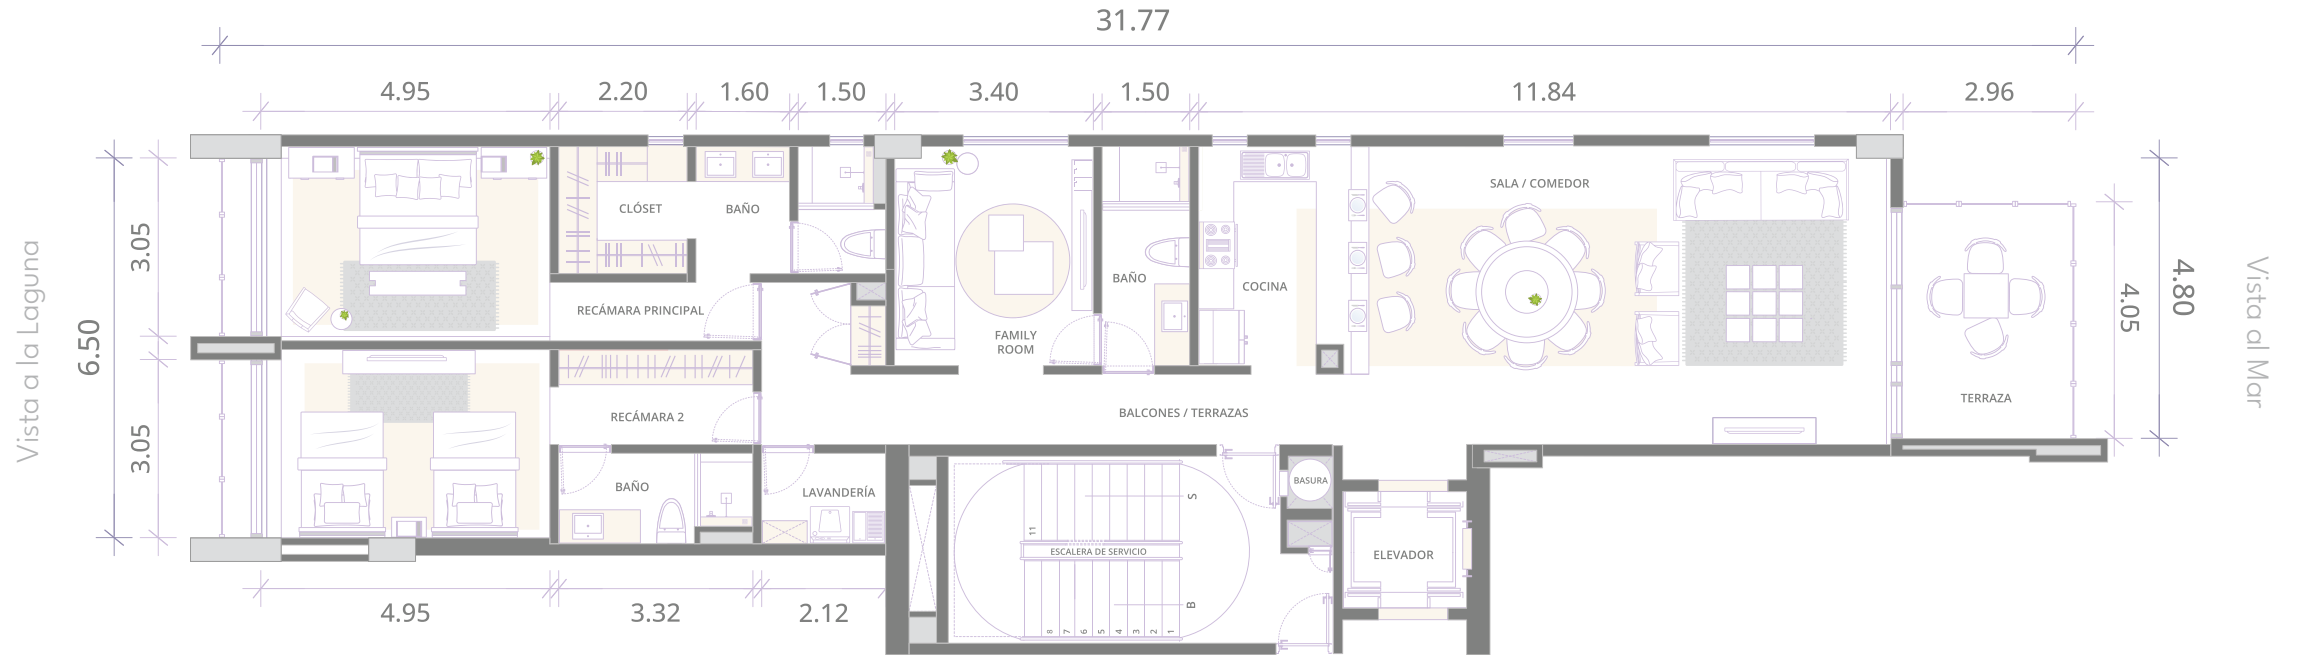 31.77
4.95
2.20
1.60
1.50
3.40
1.50
11.84
2.96
SALA / COMEDOR
CLÓSET
BAÑO
3.05
Vista a la Laguna
6.50
RECÁMARA PRINCIPAL
FAMILY
ROOM
BAÑO
COCINA
4.05
4.80
Vista al Mar
TERRAZA
3.05
RECÁMARA 2
BALCONES / TERRAZAS
BAÑO
LAVANDERÍA
S
BASURA
11
ESCALERA DE SERVICIO
ELEVADOR
B
8 7 6 5 4 3 2 1
4.95
3.32
2.12